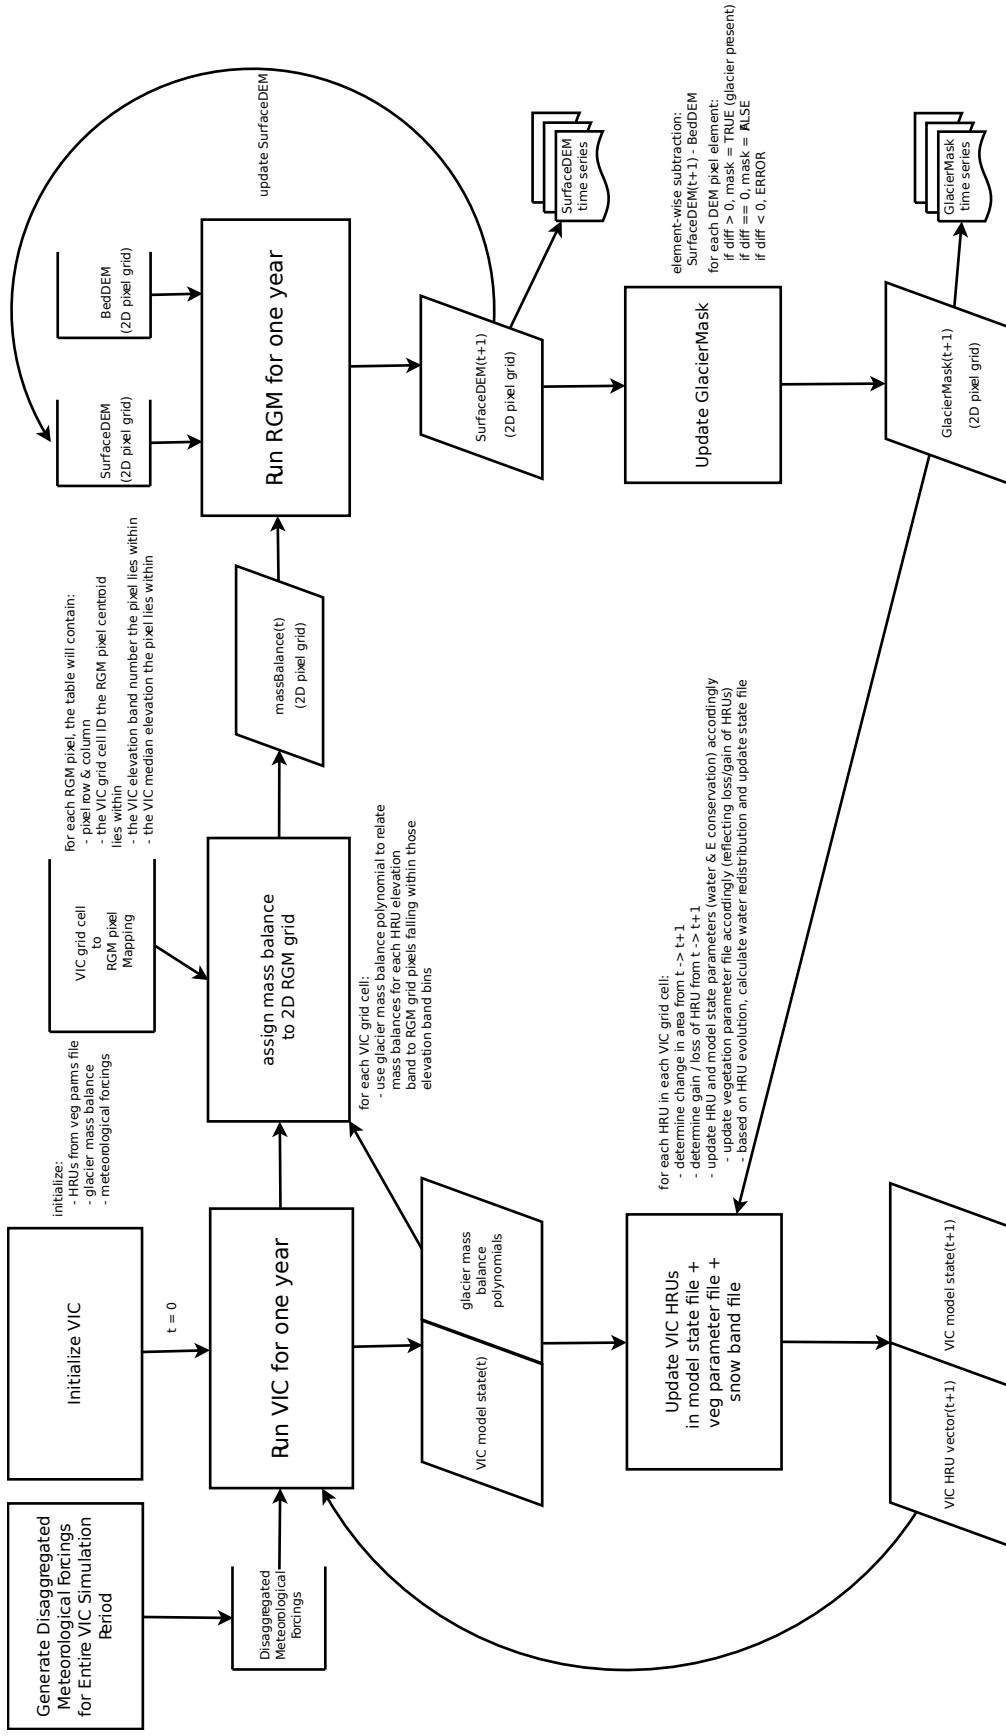 Generate Disaggregated
Meteorological Forcings
for Entire VIC Simulation
Period
Initialize VIC
initialize:
- HRUs from veg parms file
- glacier mass balance
- meteorological forcings
t = 0
VIC grid cell
to
RGM pixel
Mapping
For each RGM pixel, the table will contain:
- pixel row & column
- the VIC grid cell ID the RGM pixel centroid
lies within
- the VIC elevation band number the pixel lies within
- the VIC median elevation the pixel lies within
SurfaceDEM
(2D pixel grid)
BedDEM
(2D pixel grid)
update SurfaceDEM
Disaggregated
Meteorological
Forcings
Run VIC for one year
assign mass balance
to 2D RGM grid
massBalance(t)
(2D pixel grid)
Run RGM for one year
for each VIC grid cell:
- use glacier mass balance polynomial to relate
mass balances for each HRU elevation
band to RGM grid pixels falling within those
elevation band bins
VIC model state(t)
glacier mass
balance
polynomials
SurfaceDEM(t+1)
(2D pixel grid)
SurfaceDEM
time series
Update VIC HRUs
in model state file +
veg parameter file +
snow band file
for each HRU in each VIC grid cell:
- determine change in area from t -> t+1
- determine gain / loss of HRU from t -> t+1
- update HRU and model state parameters (water & E conservation) accordingly
- update vegetation parameter file accordingly (reflecting loss/gain of HRUs)
- based on HRU evolution, calculate water redistribution and update state file
Update GlacierMask
element-wise subtraction:
SurfaceDEM(t+1) - BedDEM
for each DEM pixel element:
if diff > 0, mask = TRUE (glacier present)
if diff == 0, mask = FALSE
if diff < 0, ERROR
VIC HRU vector(t+1)
VIC model state(t+1)
GlacierMask(t+1)
(2D pixel grid)
GlacierMask
time series